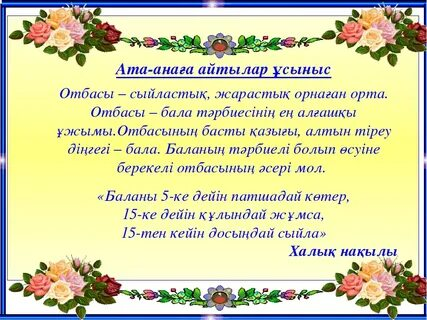 Ата-анаға айтылар ұсыныс
Отбасы – сыйластық, жарастық орнаған орта.
Отбасы – бала тәрбиесінің ең алғашқы
ұжымы.Отбасының басты қазығы, алтын тіреу
діңгегі – бала. Баланың тәрбиелі болып өсуіне
берекелі отбасының әсері мол.
«Баланы 5-ке дейін патшадай көтер,
15-ке дейін құлындай жұмса,
15-тен кейін досыңдай сыйла»
Халық нақылы